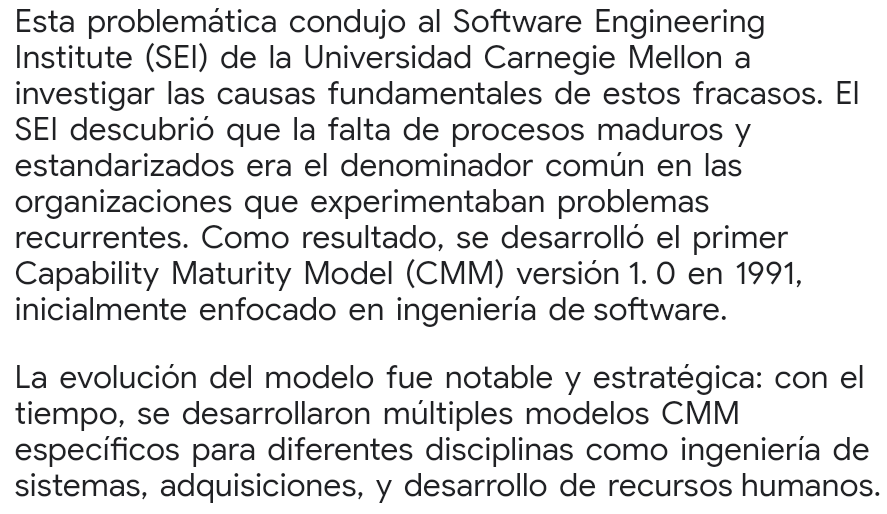 Esta problemática condujo al Software Engineering
Institute (SEI) de la Universidad Carnegie Mellon a
investigar las causas fundamentales de estos fracasos. El
SEI descubrió que la falta de procesos maduros y
estandarizados era el denominador común en las
organizaciones que experimentaban problemas
recurrentes. Como resultado, se desarrolló el primer
Capability Maturity Model (CMM) versión 1. 0 en 1991,
inicialmente enfocado en ingeniería de software.
La evolución del modelo fue notable y estratégica: con el
tiempo, se desarrollaron múltiples modelos CMM
específicos para diferentes disciplinas como ingeniería de
sistemas, adquisiciones, y desarrollo de recursos humanos.